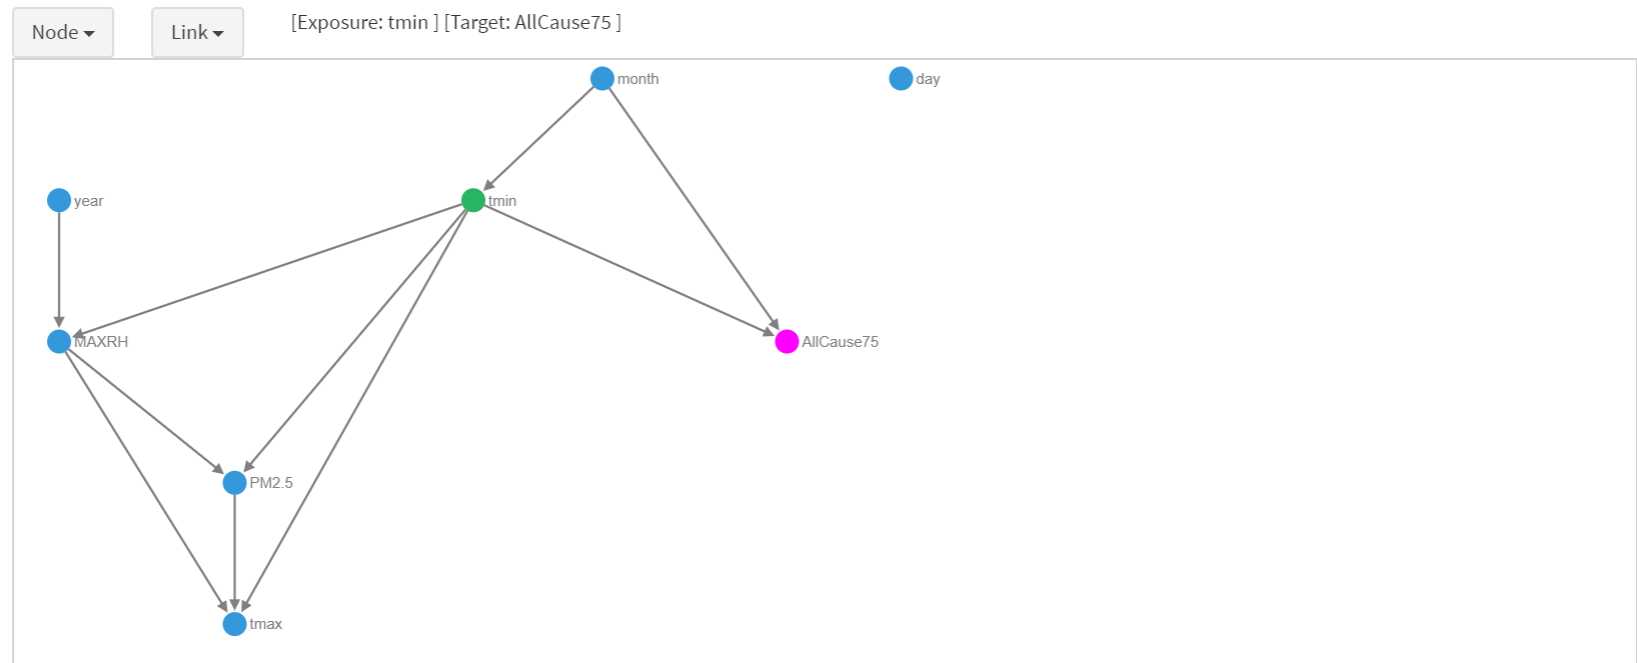 Node Link [Exposure: tmin ] [Target: AllCause75 ]
month day
year tmin
MAXRH AllCause75
PM2.5
tmax